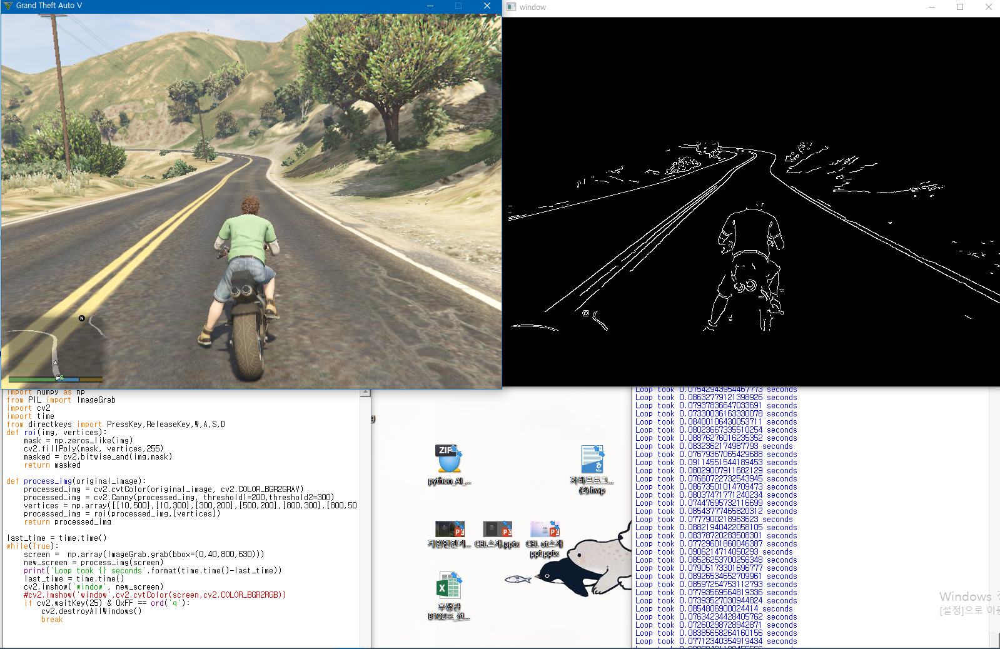 Grand Theft Auto V
window
N
import numpy as np
from PIL import ImageGrab
import cv2
import time
from directkeys import PressKey,ReleaseKey,W,A,S,D
def roi(img, vertices):
    mask = np.zeros_like(img)
    cv2.fillPoly(mask, vertices,255)
    masked = cv2.bitwise_and(img,mask)
    return masked
def process_img(original_image):
    processed_img = cv2.cvtColor(original_image, cv2.COLOR_BGR2GRAY)
    processed_img = cv2.Canny(processed_img, threshold1=200,threshold2=300)
    vertices = np.array([[10,500],[10,300],[300,200],[500,200],[800,300],[800,50
    processed_img = roi(processed_img,[vertices])
    return processed_img
last_time = time.time()
while(True):
    screen =  np.array(ImageGrab.grab(bbox=(0,40,800,630)))
    new_screen = process_img(screen)
    print('Loop took {} seconds'.format(time.time()-last_time))
    last_time = time.time()
    cv2.imshow('window', new_screen)
    #cv2.imshow('window',cv2.cvtColor(screen,cv2.COLOR_BGR2RGB))
    if cv2.waitKey(25) & 0xFF == ord('q'):
        cv2.destroyAllWindows()
        break
ZIP
python_AI_...
자바프로그...
(2).hwp
CBL소개.pptx
CBL ot소개
ppt.pptx
후생관
B102호_선...
Loop took 0.07542943954467773 seconds
Loop took 0.08632779121398926 seconds
Loop took 0.07937836647033691 seconds
Loop took 0.07330036163330078 seconds
Loop took 0.08400106430053711 seconds
Loop took 0.08023667335510254 seconds
Loop took 0.08876276016235352 seconds
Loop took 0.0832362174987793 seconds
Loop took 0.07679367065429688 seconds
Loop took 0.09114551544189453 seconds
Loop took 0.08029007911682129 seconds
Loop took 0.07660722732543945 seconds
Loop took 0.08673501014709473 seconds
Loop took 0.08037471771240234 seconds
Loop took 0.07447695732116699 seconds
Loop took 0.08543777465820312 seconds
Loop took 0.0777900218963623 seconds
Loop took 0.08821940422058105 seconds
Loop took 0.08378720283508301 seconds
Loop took 0.07729601860046387 seconds
Loop took 0.0906214714050293 seconds
Loop took 0.08526253700256348 seconds
Loop took 0.07905173301696777 seconds
Loop took 0.08926534652709961 seconds
Loop took 0.08597254753112793 seconds
Loop took 0.07793569564819336 seconds
Loop took 0.07393527030944824 seconds
Loop took 0.0854806900024414 seconds
Loop took 0.07634234428405762 seconds
Loop took 0.07260298728942871 seconds
Loop took 0.08385658264160156 seconds
Loop took 0.07712340354919434 seconds
Windows
[설정]으로 이동